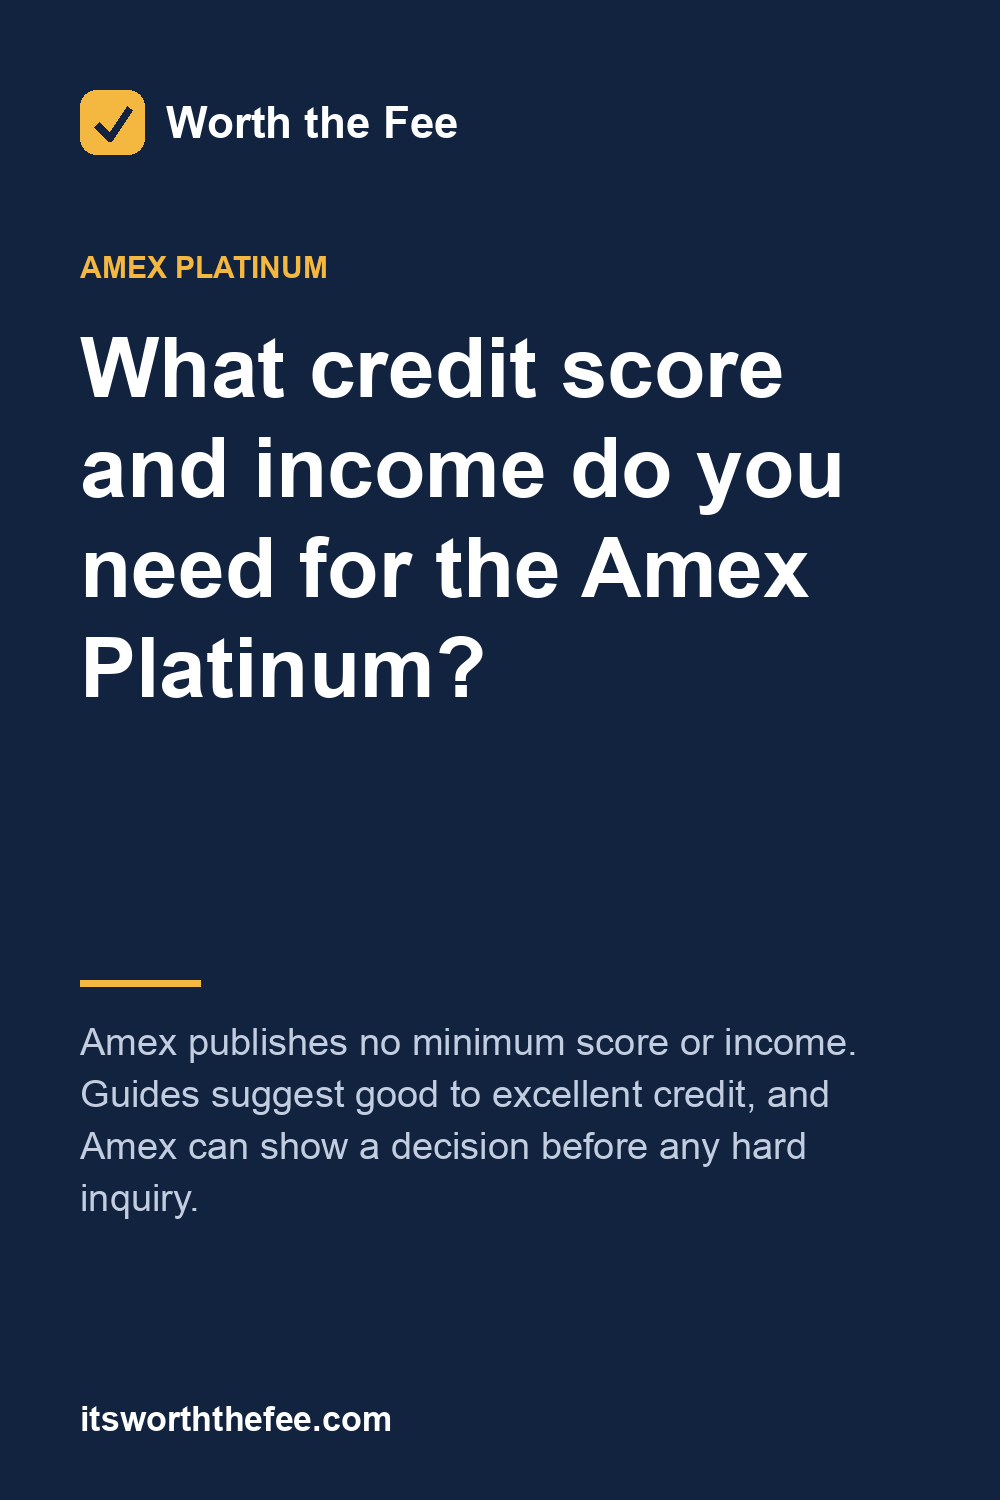 Worth the Fee
AMEX PLATINUM
What credit score
and income do you
need for the Amex
Platinum?
Amex publishes no minimum score or income.
Guides suggest good to excellent credit, and
Amex can show a decision before any hard
inquiry.
itsworththefee.com